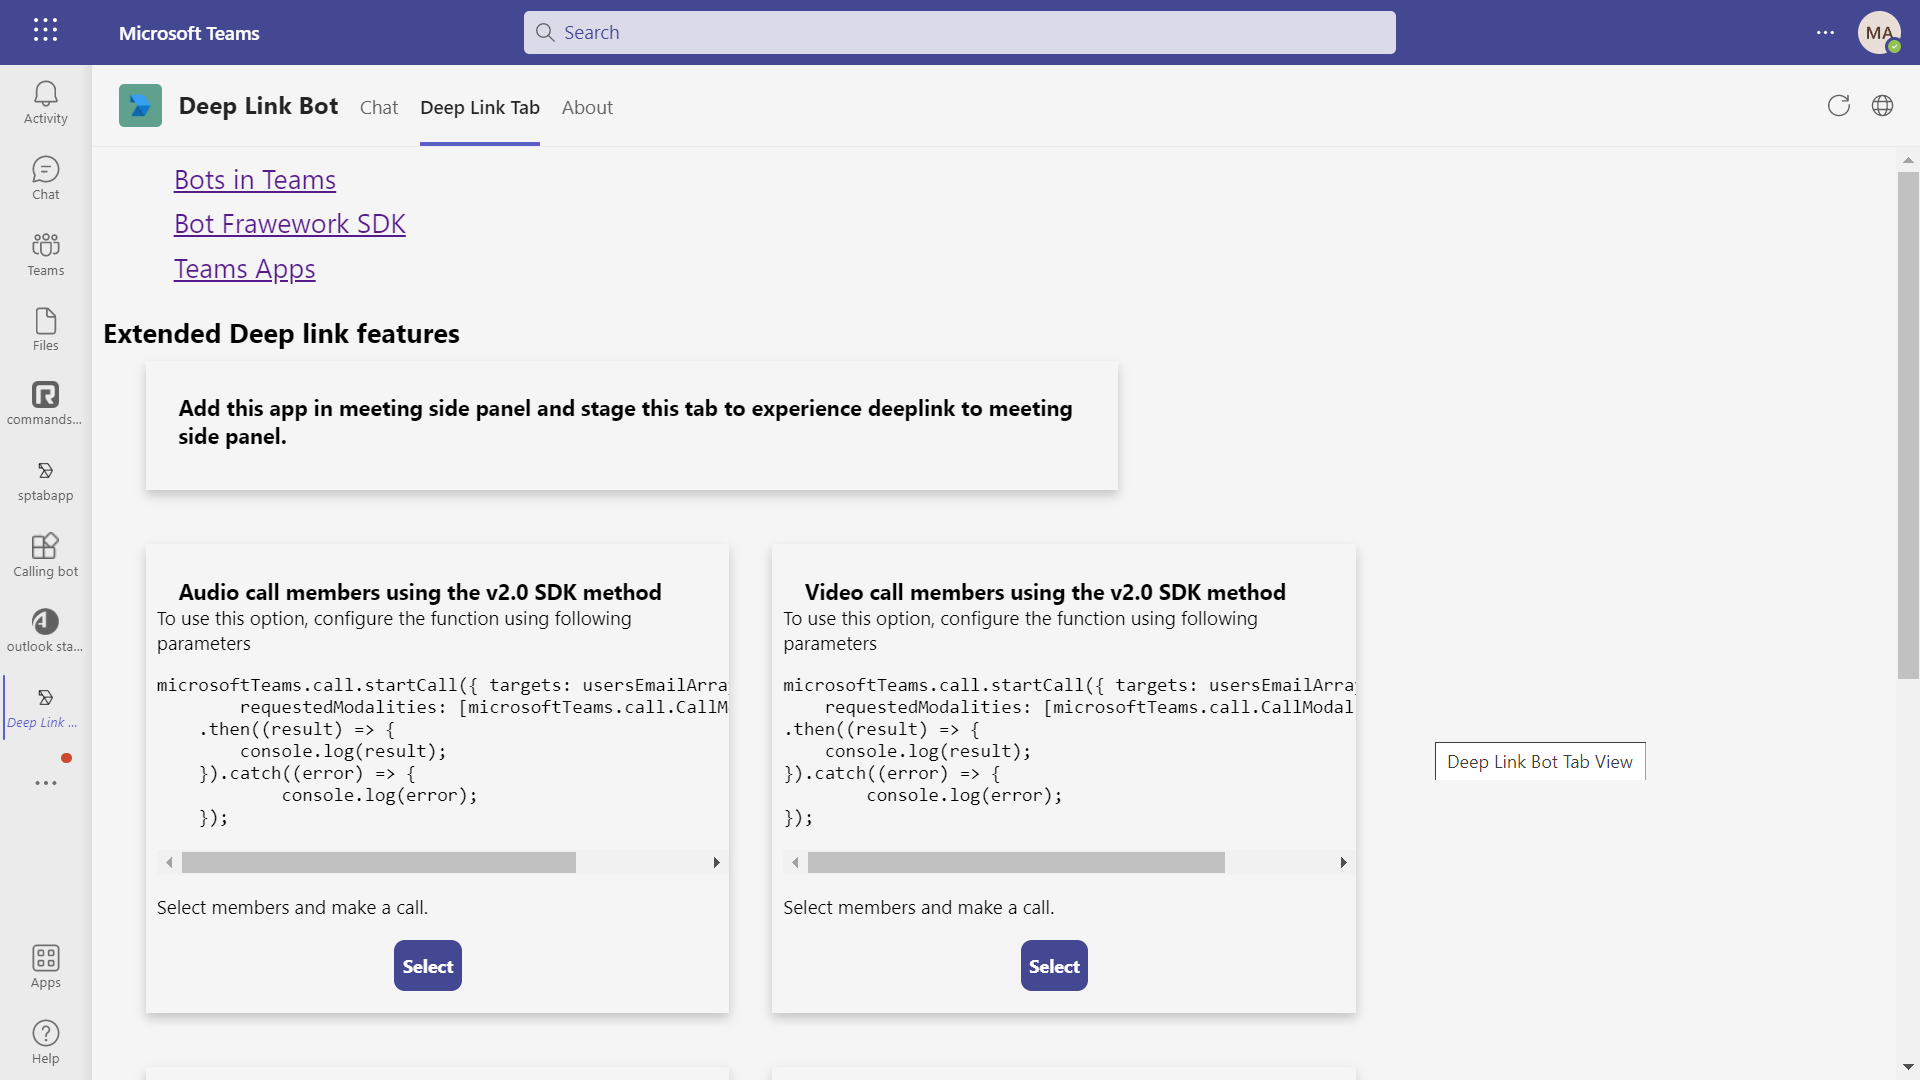 Microsoft Teams
Search
MA
Activity
Chat
Teams
Files
commands...
sptabapp
Calling bot
outlook sta...
Deep Link ...
Apps
Help
Deep Link Bot
Chat
Deep Link Tab
About
Bots in Teams
Bot Frawework SDK
Teams Apps
Extended Deep link features
Add this app in meeting side panel and stage this tab to experience deeplink to meeting
side panel.
Audio call members using the v2.0 SDK method
To use this option, configure the function using following
parameters
microsoftTeams.call.startCall({ targets: usersEmailArray
requestedModalities: [microsoftTeams.call.CallM
.then((result) => {
console.log(result);
}).catch((error) => {
console.log(error);
});
Select members and make a call.
Select
Video call members using the v2.0 SDK method
To use this option, configure the function using following
parameters
microsoftTeams.call.startCall({ targets: usersEmailArray
requestedModalities: [microsoftTeams.call.CallModal
.then((result) => {
console.log(result);
}).catch((error) => {
console.log(error);
});
Select members and make a call.
Select
Deep Link Bot Tab View